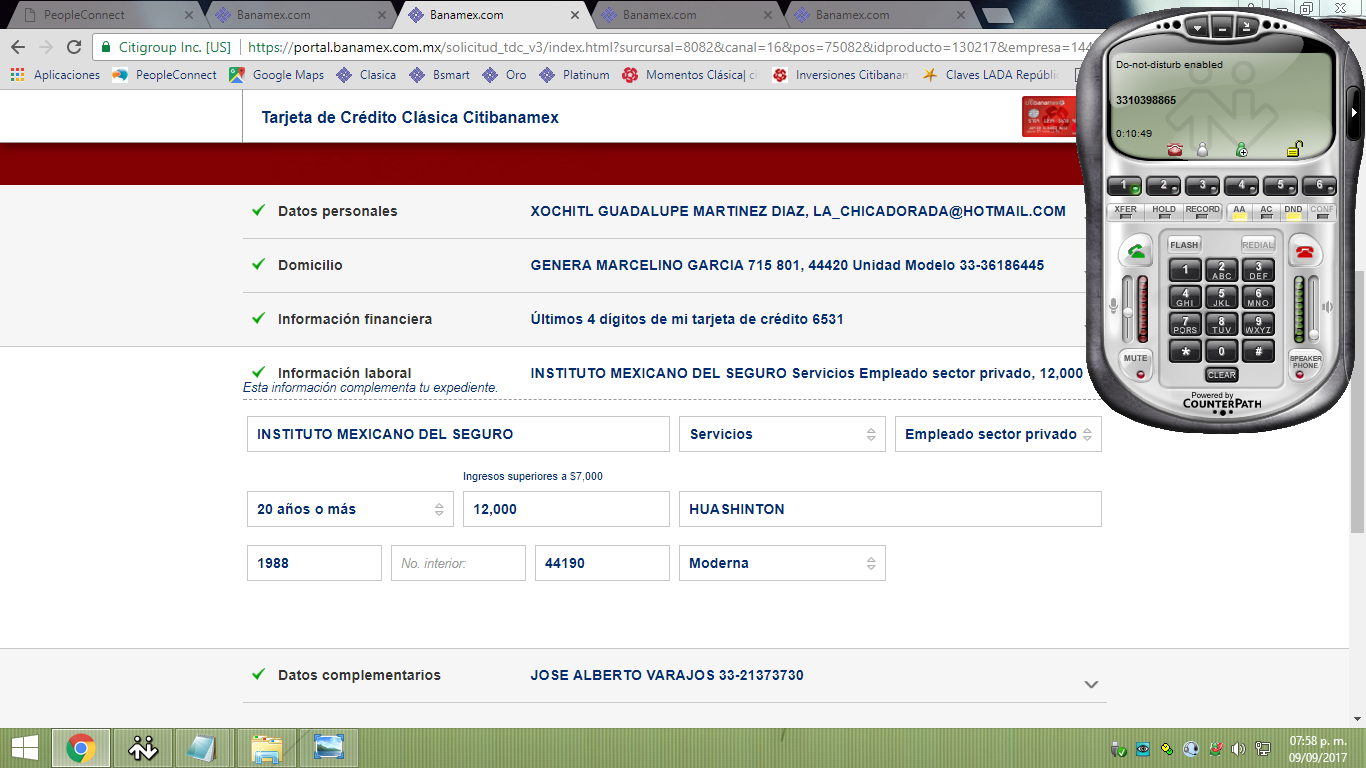 PeopleConnect
Banamex.com
Banamex.com
Banamex.com
Banamex.com
Citigroup Inc. [US]
https://portal.banamex.com.mx/solicitud_tdc_v3/index.html?surcursal=8082&canal=16&pos=75082&idproducto=130217&empresa=144
Aplicaciones PeopleConnect Google Maps Clasica Bsmart Oro Platinum Momentos Clásica| c Inversiones Citibanam Claves LADA Repúbli
Tarjeta de Crédito Clásica Citibanamex
Datos personales XOCHITL GUADALUPE MARTINEZ DIAZ, LA_CHICADORADA@HOTMAIL.COM
Domicilio GENERA MARCELINO GARCIA 715 801, 44420 Unidad Modelo 33-36186445
Información financiera Últimos 4 dígitos de mi tarjeta de crédito 6531
Información laboral INSTITUTO MEXICANO DEL SEGURO Servicios Empleado sector privado, 12,000
Esta información complementa tu expediente.
INSTITUTO MEXICANO DEL SEGURO Servicios Empleado sector privado
Ingresos superiores a $7,000
20 años o más 12,000 HUASHINTON
1988 No. interior: 44190 Moderna
Datos complementarios JOSE ALBERTO VARAJOS 33-21373730
Do-not-disturb enabled
3310398865
0:10:49
1 2 3 4 5 6
XFER HOLD RECORD AA AC DND CONF
FLASH REDIAL
1 2 ABC 3 DEF
4 GHI 5 JKL 6 MNO
7 PQRS 8 TUV 9 WXYZ
* 0 #
MUTE CLEAR SPEAKER PHONE
Powered by
COUNTERPATH
07:58 p. m.
09/09/2017